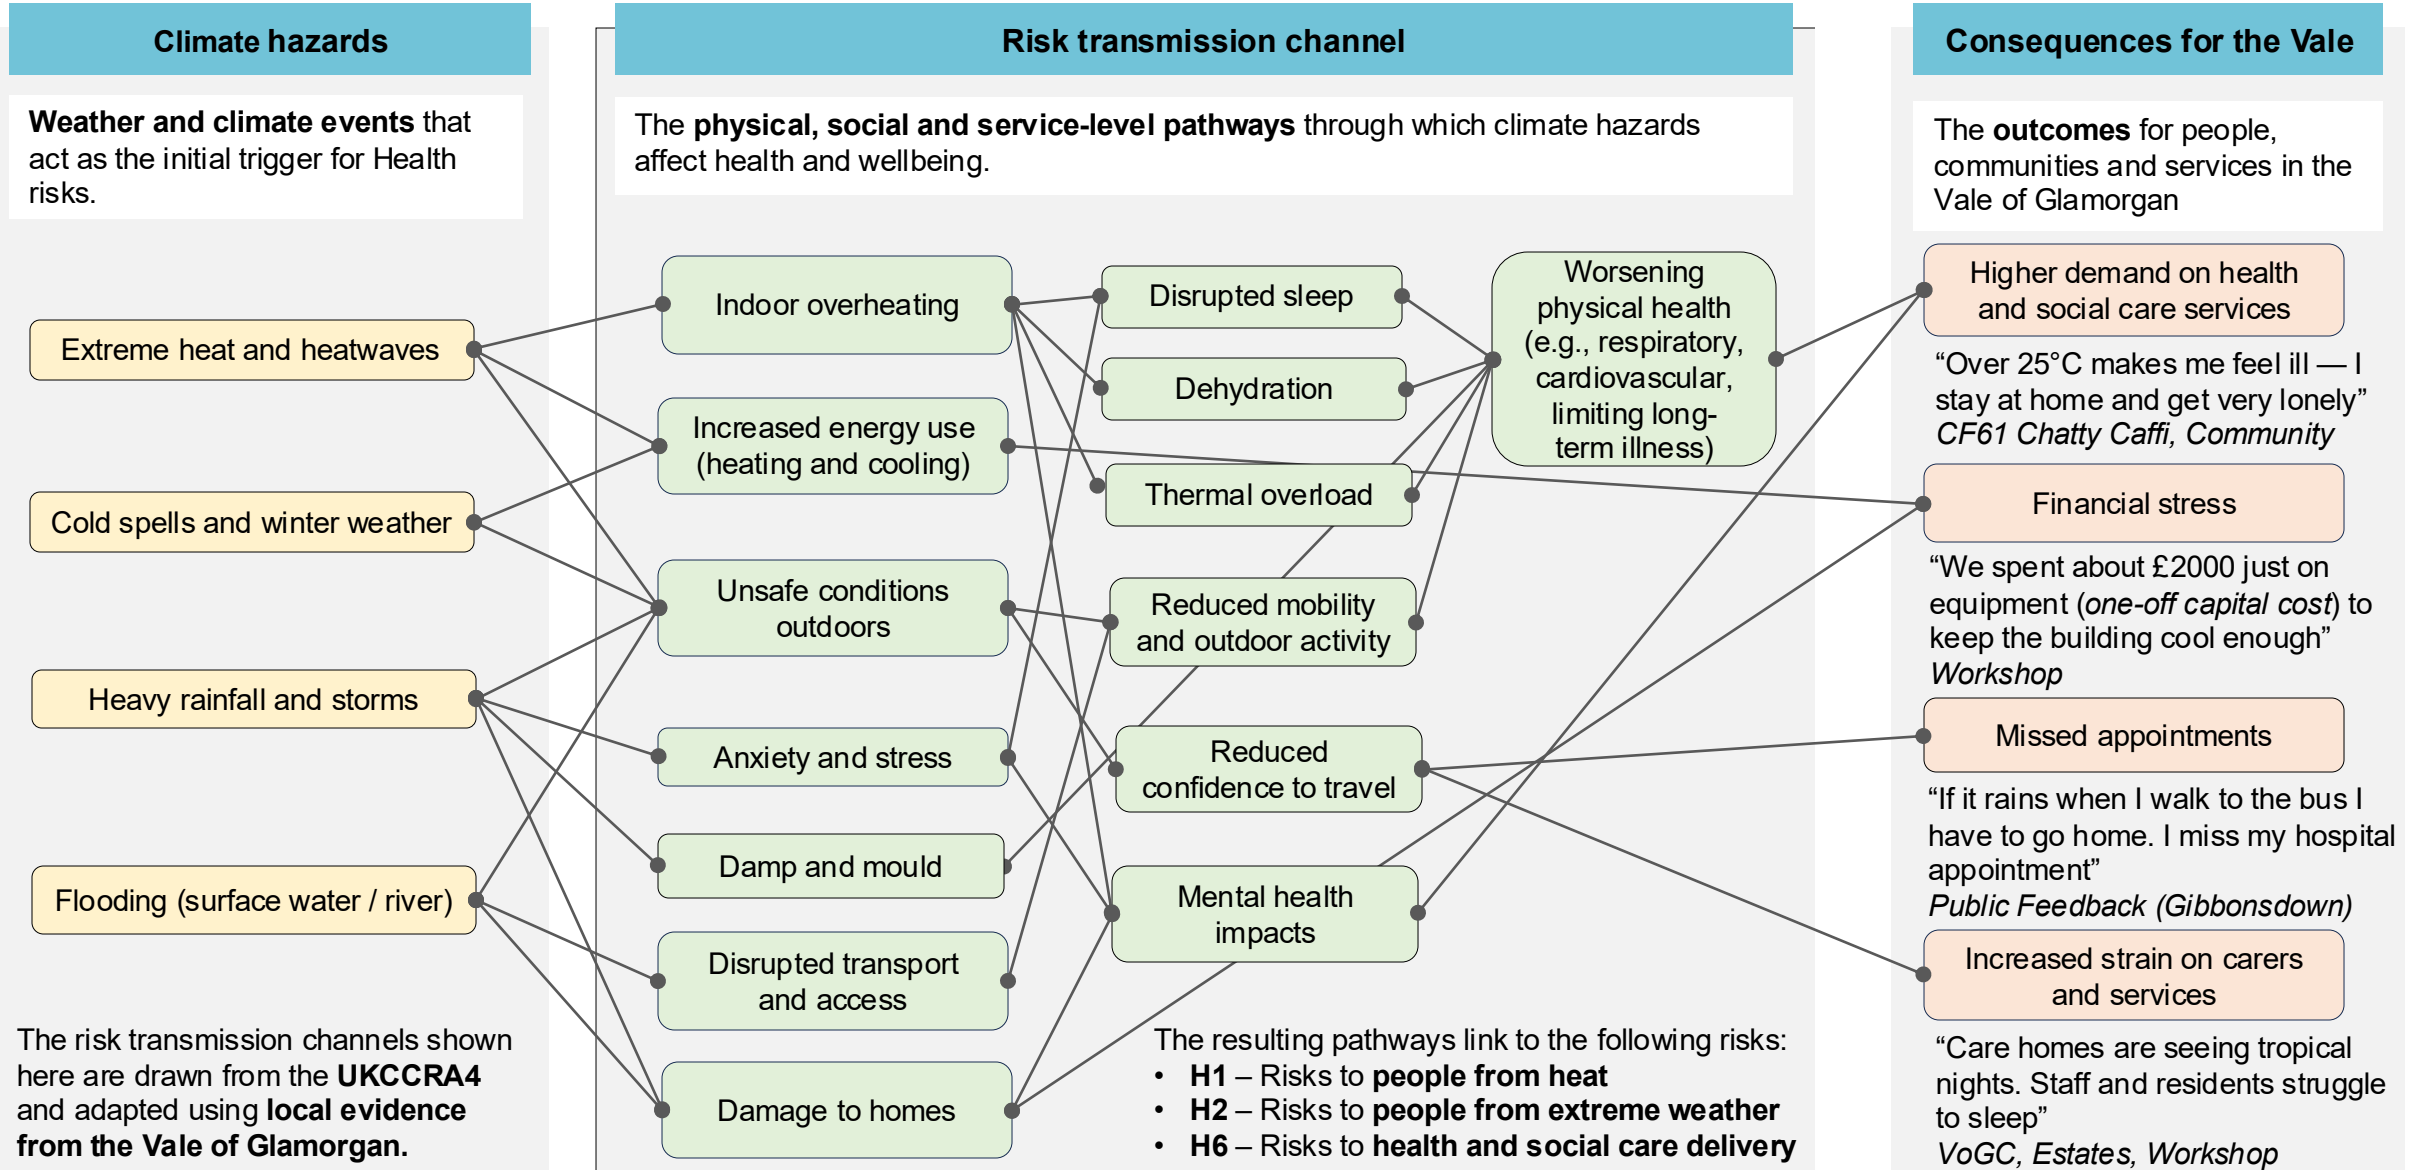 Climate hazards
Weather and climate events that
act as the initial trigger for Health
risks.
Extreme heat and heatwaves
Cold spells and winter weather
Heavy rainfall and storms
Flooding (surface water / river)
The risk transmission channels shown
here are drawn from the UKCCRA4
and adapted using local evidence
from the Vale of Glamorgan.
Risk transmission channel
The physical, social and service-level pathways through which climate hazards
affect health and wellbeing.
Indoor overheating
Increased energy use
(heating and cooling)
Unsafe conditions
outdoors
Anxiety and stress
Damp and mould
Disrupted transport
and access
Damage to homes
Disrupted sleep
Dehydration
Thermal overload
Reduced mobility
and outdoor activity
Reduced
confidence to travel
Mental health
impacts
Worsening
physical health
(e.g., respiratory,
cardiovascular,
limiting long-
term illness)
The resulting pathways link to the following risks:
• H1 – Risks to people from heat
• H2 – Risks to people from extreme weather
• H6 – Risks to health and social care delivery
Consequences for the Vale
The outcomes for people,
communities and services in the
Vale of Glamorgan
Higher demand on health
and social care services
“Over 25°C makes me feel ill — I
stay at home and get very lonely”
CF61 Chatty Caffi, Community
Financial stress
“We spent about £2000 just on
equipment (one-off capital cost) to
keep the building cool enough”
Workshop
Missed appointments
“If it rains when I walk to the bus I
have to go home. I miss my hospital
appointment”
Public Feedback (Gibbonsdown)
Increased strain on carers
and services
“Care homes are seeing tropical
nights. Staff and residents struggle
to sleep”
VoGC, Estates, Workshop